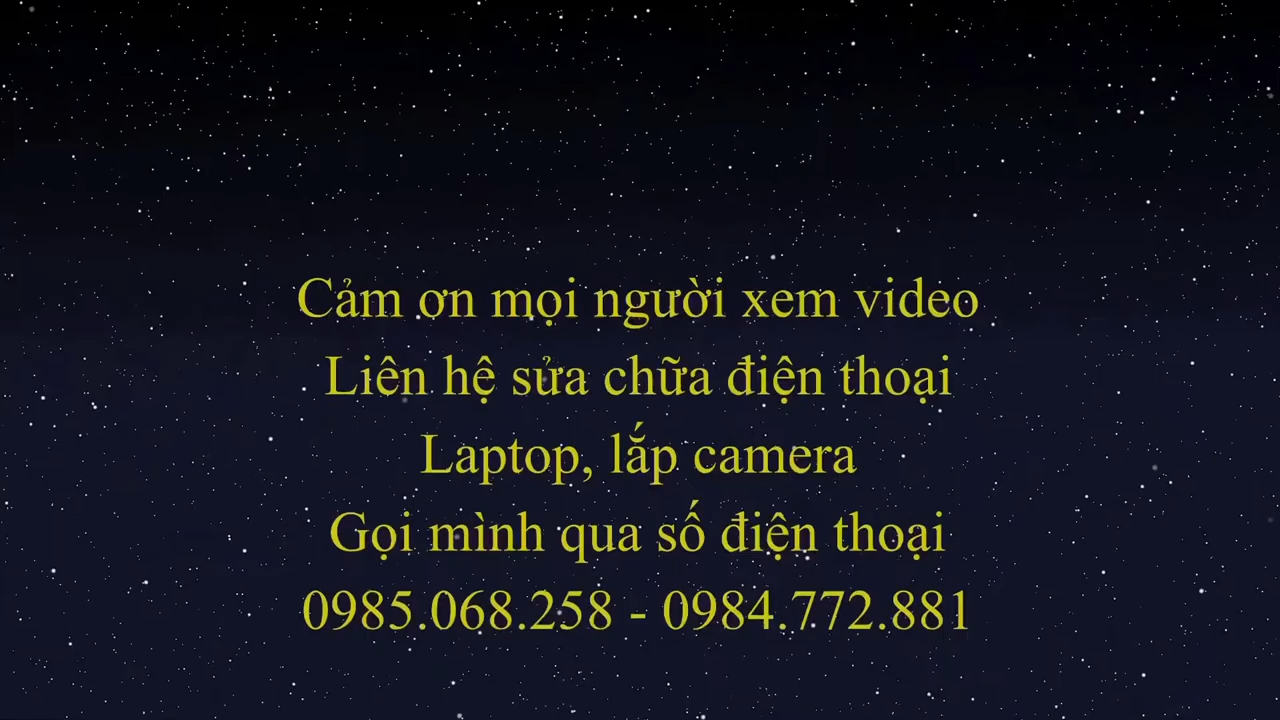 Cảm ơn mọi người xem video
Liên hệ sửa chữa điện thoại
Laptop, lắp camera
Gọi mình qua số điện thoại
0985.068.258 - 0984.772.881